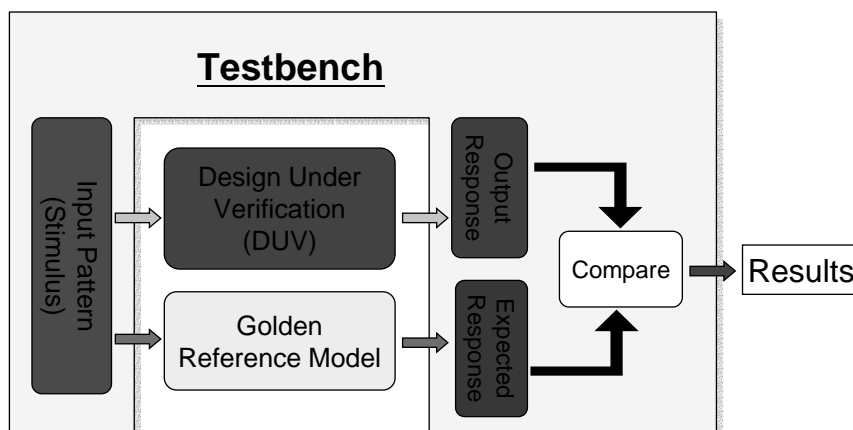 Testbench
Input Pattern
(Stimulus)
Design Under
Verification
(DUV)
Output
Response
Golden
Reference Model
Expected
Response
Compare
Results